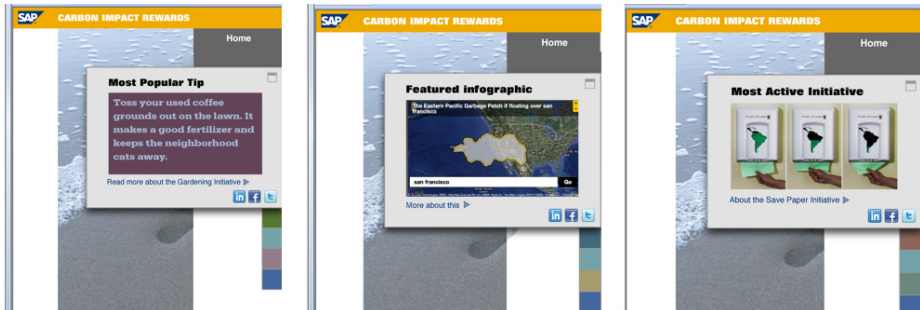 SAP CARBON IMPACT REWARDS
Home
Most Popular Tip
Toss your used coffee
grounds out on the lawn. It
makes a good fertilizer and
keeps the neighborhood
cats away.
Read more about the Gardening Initiative
in f t
SAP CARBON IMPACT REWARDS
Home
Featured infographic
The Eastern Pacific Garbage Patch if floating over san
francisco
san francisco Go
More about this
in f t
SAP CARBON IMPACT REWARDS
Home
Most Active Initiative
About the Save Paper Initiative
in f t